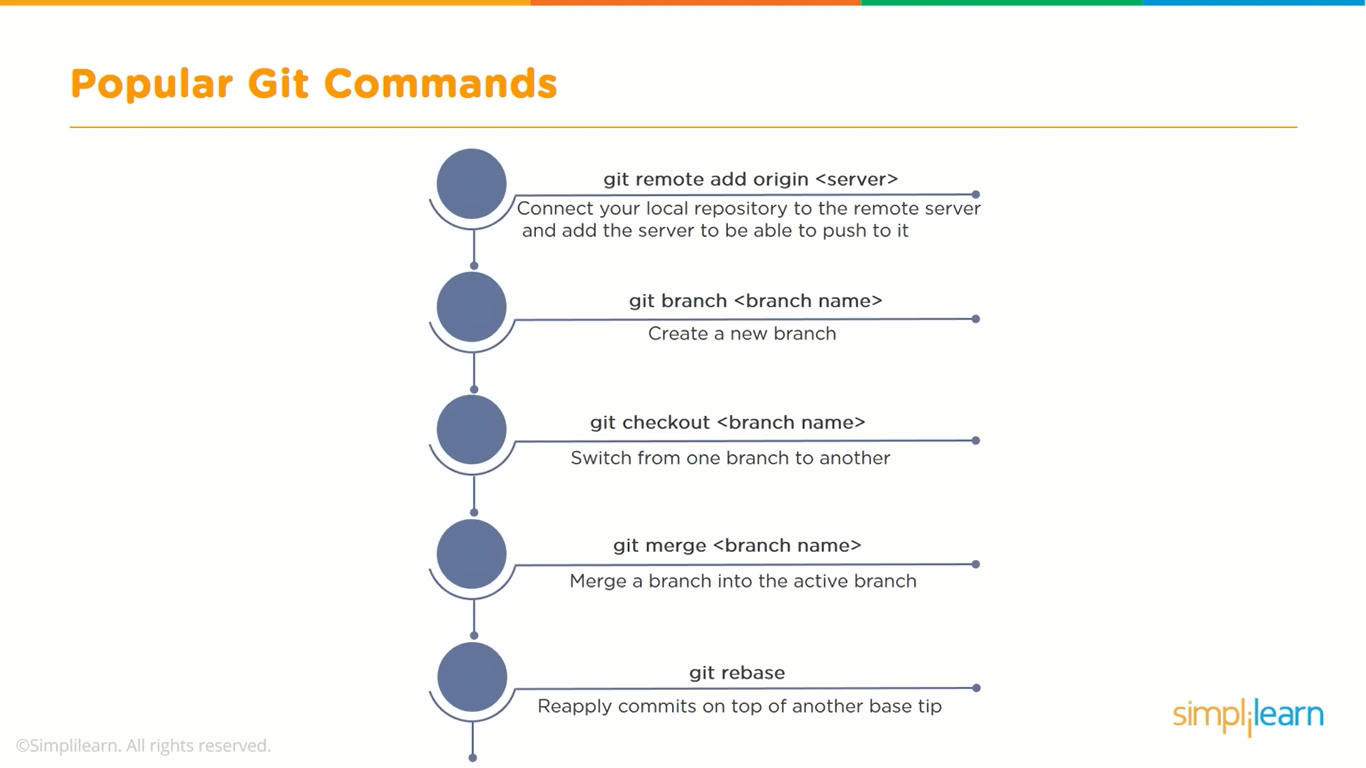 Popular Git Commands
git remote add origin <server>
Connect your local repository to the remote server
and add the server to be able to push to it
git branch <branch name>
Create a new branch
git checkout <branch name>
Switch from one branch to another
git merge <branch name>
Merge a branch into the active branch
git rebase
Reapply commits on top of another base tip
simplilearn
©Simplilearn. All rights reserved.